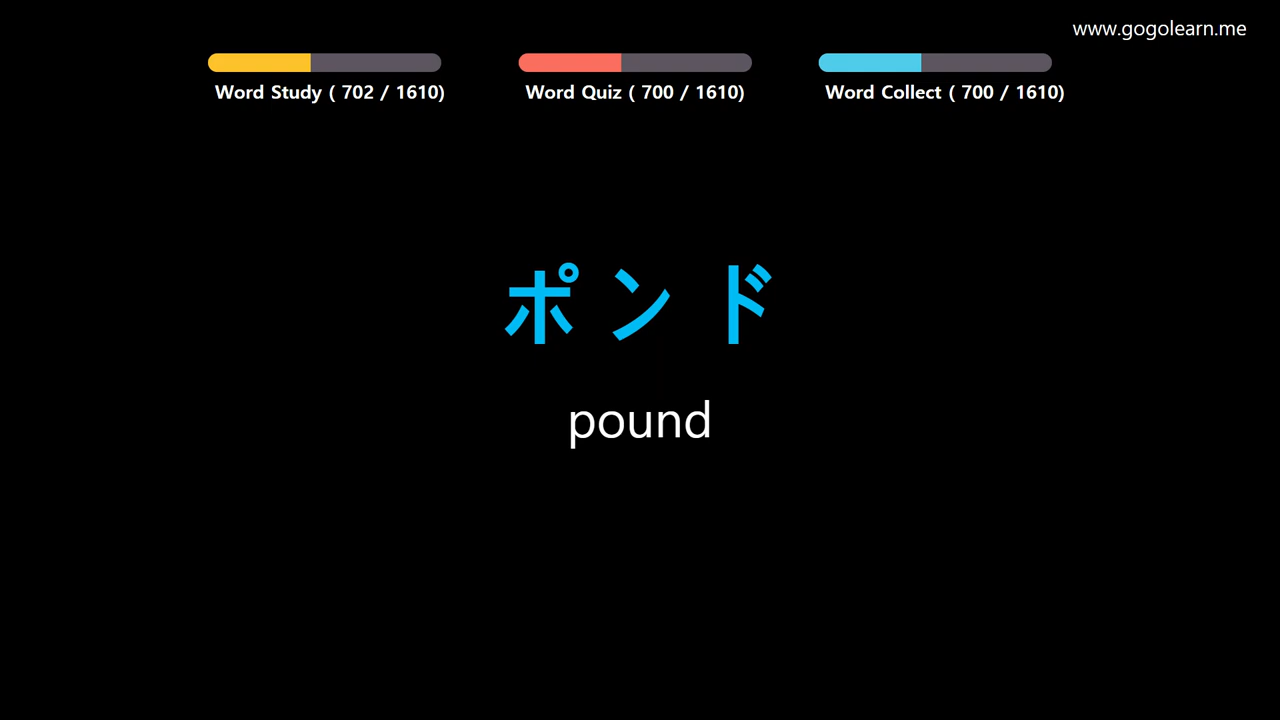 www.gogolearn.me
Word Study ( 702 / 1610)
Word Quiz ( 700 / 1610)
Word Collect ( 700 / 1610)
ポンド
pound